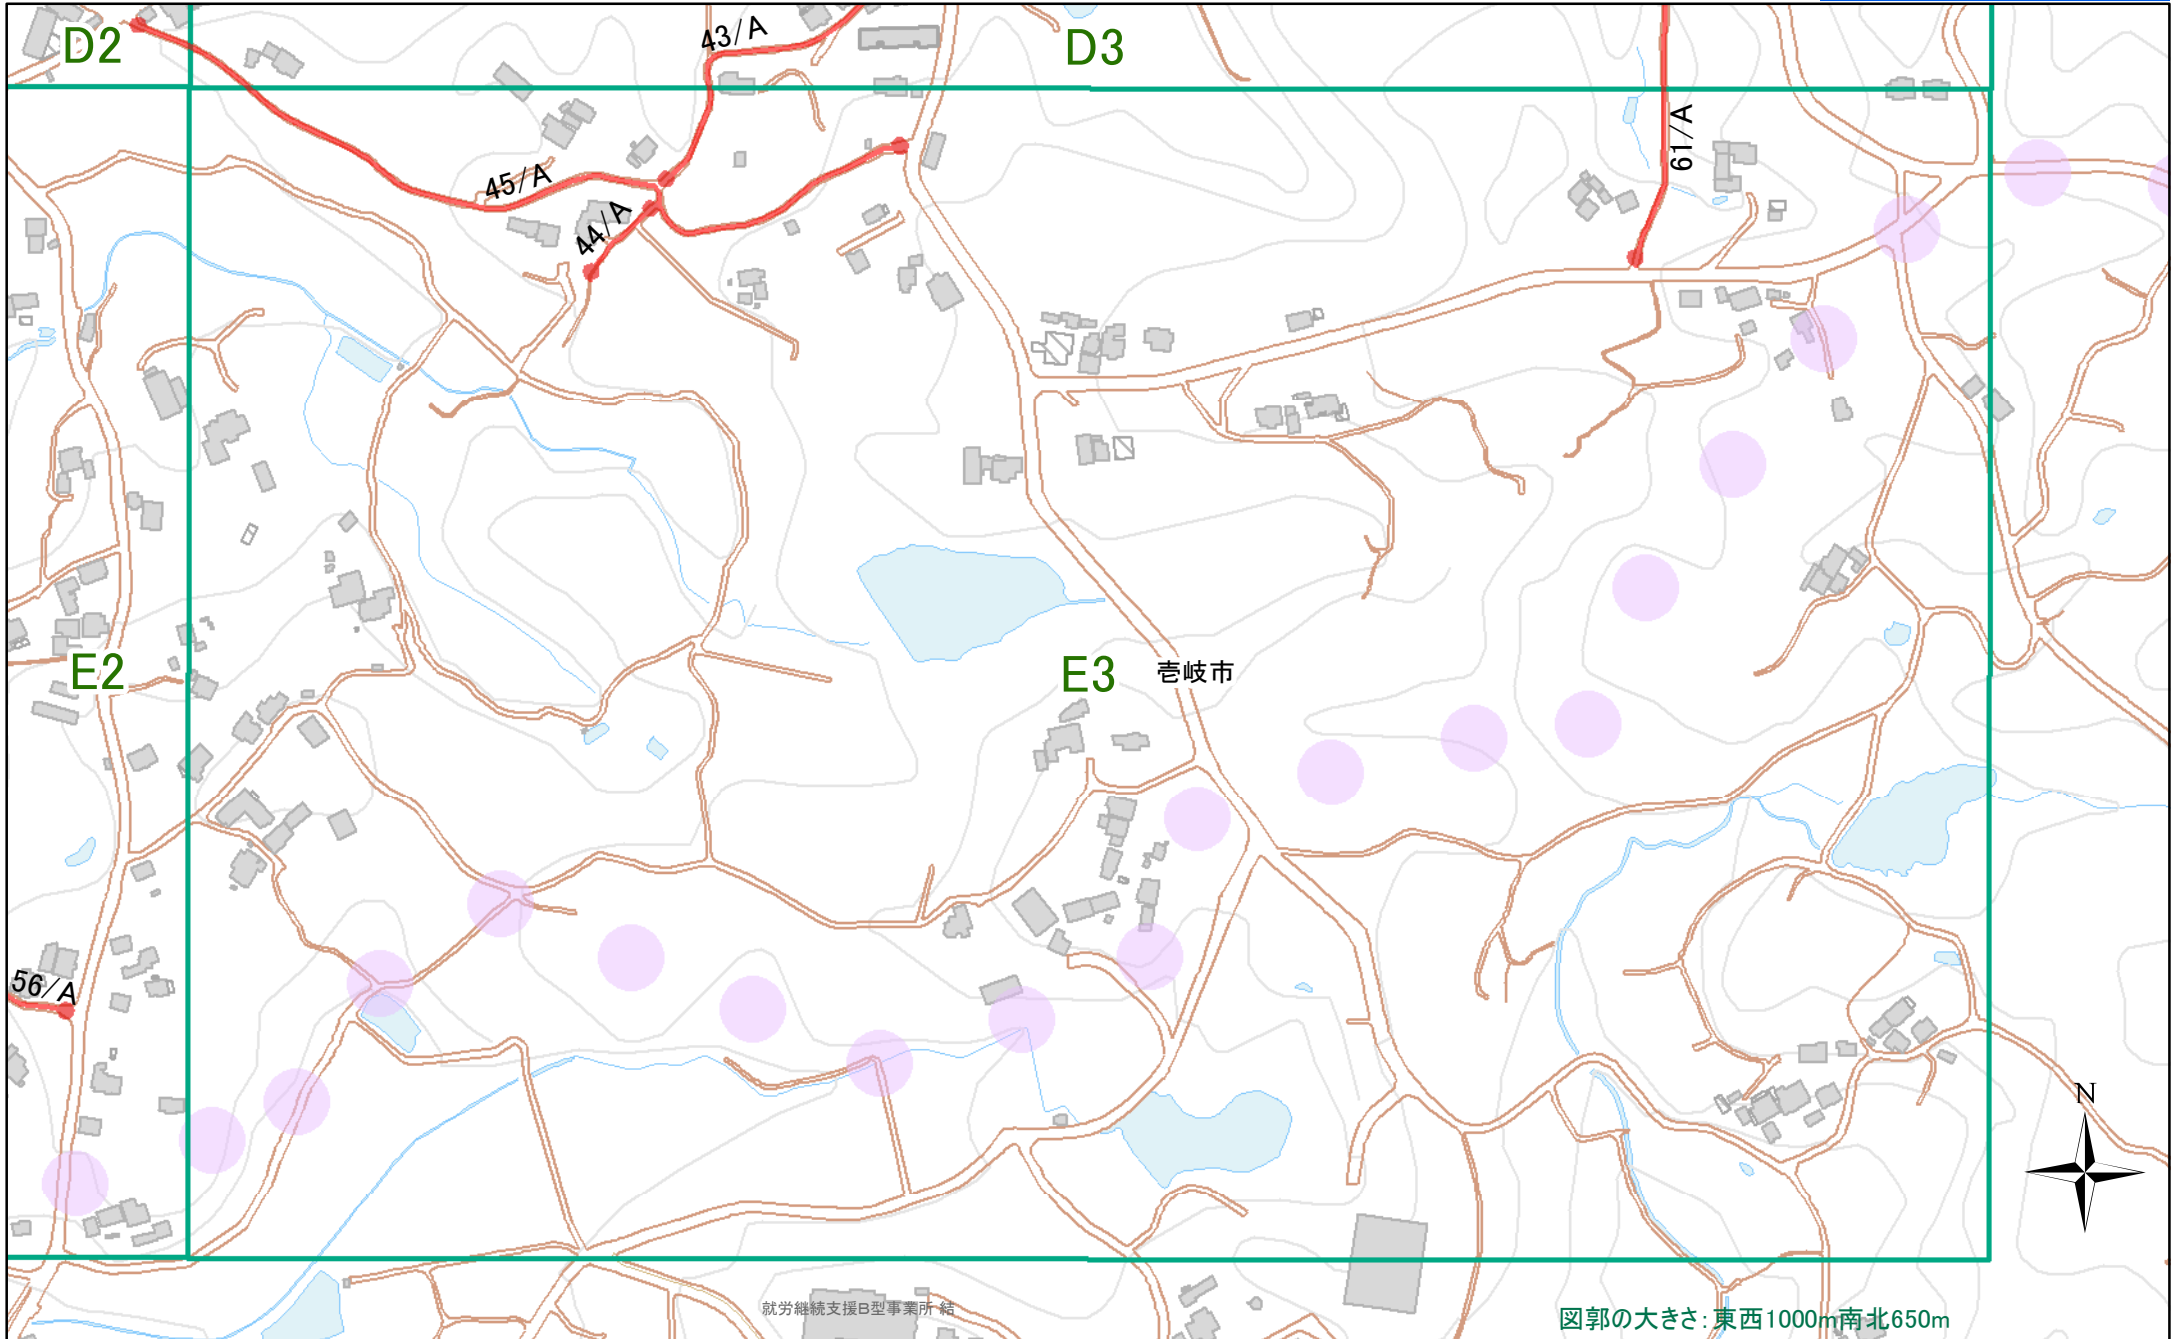 D2
43/A
D3
61/A
45/A
44/A
E2
E3
壱岐市
56/A
N
就労継続支援B型事業所 結
図郭の大きさ：東西1000m南北650m